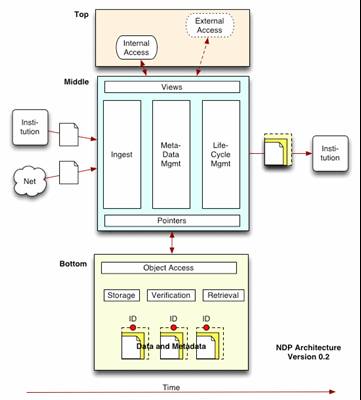 Top
Internal
Access
External
Access
Middle
Views
Insti-
tution
Net
Ingest
Meta-
Data
Mgmt
Life-
Cycle
Mgmt
Insti-
tution
Pointers
Bottom
Object Access
Storage
Verification
Retrieval
ID
ID
ID
Data and Metadata
NDP Architecture
Version 0.2
Time